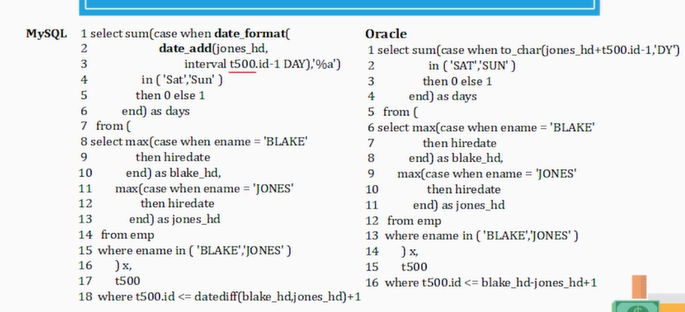 MySQL
1 select sum(case when date_format(
2 date_add(jones_hd,
3 interval t500.id-1 DAY),'%a')
4 in ( 'Sat','Sun' )
5 then 0 else 1
6 end) as days
7 from (
8 select max(case when ename = 'BLAKE'
9 then hiredate
10 end) as blake_hd,
11 max(case when ename = 'JONES'
12 then hiredate
13 end) as jones_hd
14 from emp
15 where ename in ( 'BLAKE','JONES' )
16 ) x,
17 t500
18 where t500.id <= datediff(blake_hd,jones_hd)+1
Oracle
1 select sum(case when to_char(jones_hd+t500.id-1,'DY')
2 in ( 'SAT','SUN' )
3 then 0 else 1
4 end) as days
5 from (
6 select max(case when ename = 'BLAKE'
7 then hiredate
8 end) as blake_hd,
9 max(case when ename = 'JONES'
10 then hiredate
11 end) as jones_hd
12 from emp
13 where ename in ( 'BLAKE','JONES' )
14 ) x,
15 t500
16 where t500.id <= blake_hd-jones_hd+1